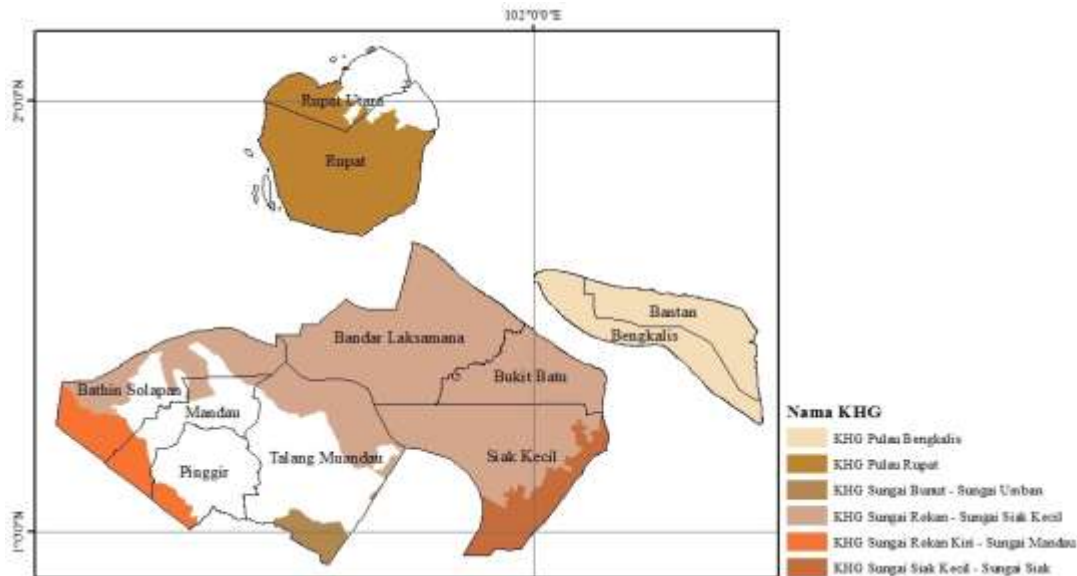 102°0'0"E
2°0'0"N
Rupat Utara
Rupat
Bantan
Bengkalis
Bandar Laksamana
Bukit Batu
Bathin Solapan
Mandau
Pinggir
Talang Muandau
Siak Kecil
1°0'0"N
Nama KHG
KHG Pulau Bengkalis
KHG Pulau Rupat
KHG Sungai Bunut - Sungai Umban
KHG Sungai Rokan - Sungai Siak Kecil
KHG Sungai Rokan Kiri - Sungai Mandau
KHG Sungai Siak Kecil - Sungai Siak